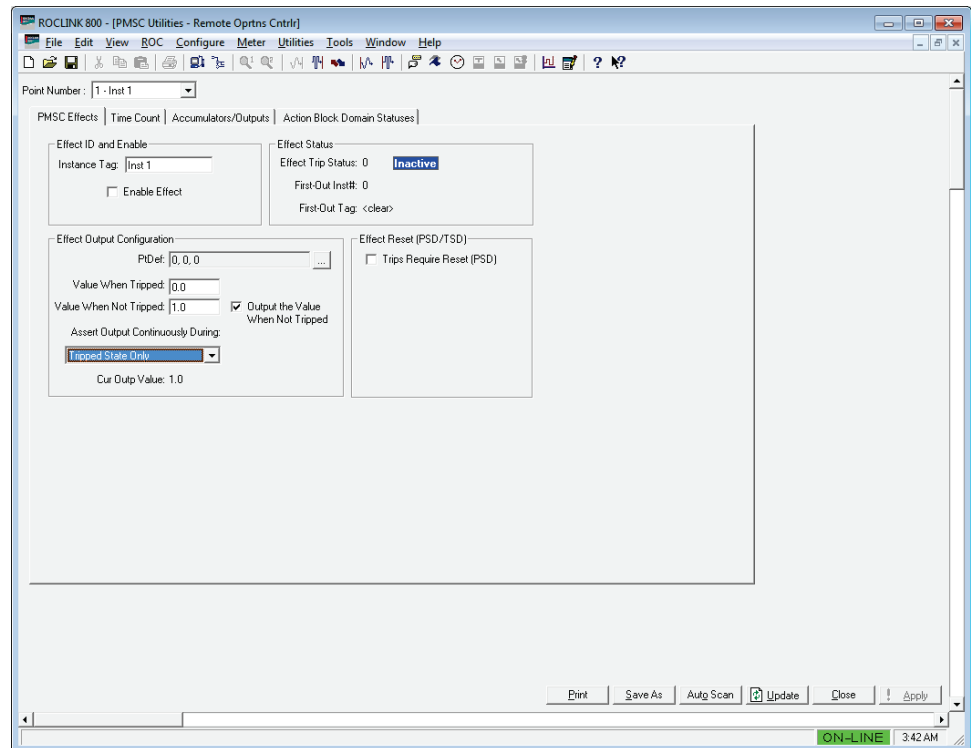 ROCLINK 800 - [PMSC Utilities - Remote Oprtns Cntrlr]
File Edit View ROC Configure Meter Utilities Tools Window Help
Point Number : 1 - Inst 1
PMSC Effects Time Count Accumulators/Outputs Action Block Domain Statuses
Effect ID and Enable
Instance Tag: Inst 1
Enable Effect
Effect Status
Effect Trip Status: 0 Inactive
First-Out Inst#: 0
First-Out Tag: <clear>
Effect Output Configuration
PtDef: 0, 0, 0 ...
Value When Tripped: 0.0
Value When Not Tripped: 1.0
Output the Value
When Not Tripped
Assert Output Continuously During:
Tripped State Only
Cur Outp Value: 1.0
Effect Reset (PSD/TSD)
Trips Require Reset (PSD)
Print Save As Auto Scan Update Close ! Apply
ON-LINE 3:42 AM